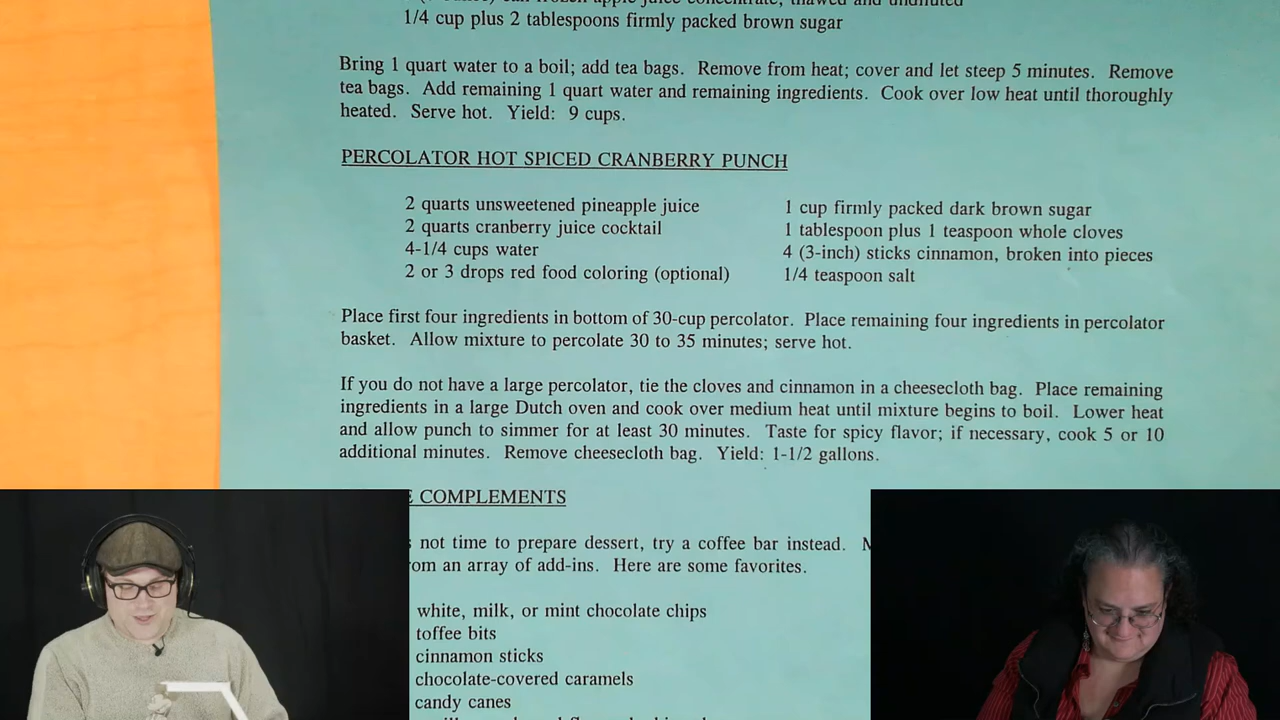 can frozen apple juice concentrate, thawed and undiluted
1/4 cup plus 2 tablespoons firmly packed brown sugar
Bring 1 quart water to a boil; add tea bags. Remove from heat; cover and let steep 5 minutes. Remove
tea bags. Add remaining 1 quart water and remaining ingredients. Cook over low heat until thoroughly
heated. Serve hot. Yield: 9 cups.
PERCOLATOR HOT SPICED CRANBERRY PUNCH
2 quarts unsweetened pineapple juice
2 quarts cranberry juice cocktail
4-1/4 cups water
2 or 3 drops red food coloring (optional)
1 cup firmly packed dark brown sugar
1 tablespoon plus 1 teaspoon whole cloves
4 (3-inch) sticks cinnamon, broken into pieces
1/4 teaspoon salt
Place first four ingredients in bottom of 30-cup percolator. Place remaining four ingredients in percolator
basket. Allow mixture to percolate 30 to 35 minutes; serve hot.
If you do not have a large percolator, tie the cloves and cinnamon in a cheesecloth bag. Place remaining
ingredients in a large Dutch oven and cook over medium heat until mixture begins to boil. Lower heat
and allow punch to simmer for at least 30 minutes. Taste for spicy flavor; if necessary, cook 5 or 10
additional minutes. Remove cheesecloth bag. Yield: 1-1/2 gallons.
COMPLEMENTS
not time to prepare dessert, try a coffee bar instead.
om an array of add-ins. Here are some favorites.
white, milk, or mint chocolate chips
toffee bits
cinnamon sticks
chocolate-covered caramels
candy canes